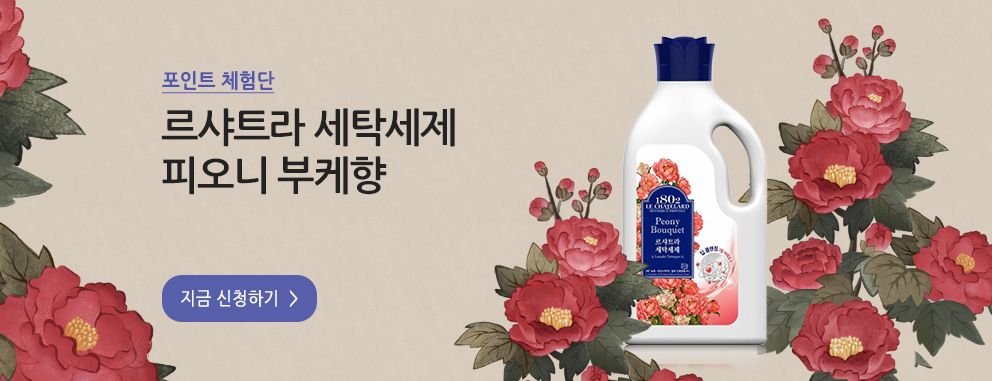 포인트 체험단
르샤트라 세탁세제
피오니 부케향
지금 신청하기 >
1802
LE CHATELARD
Peony
Bouquet
르샤트라
세탁세제